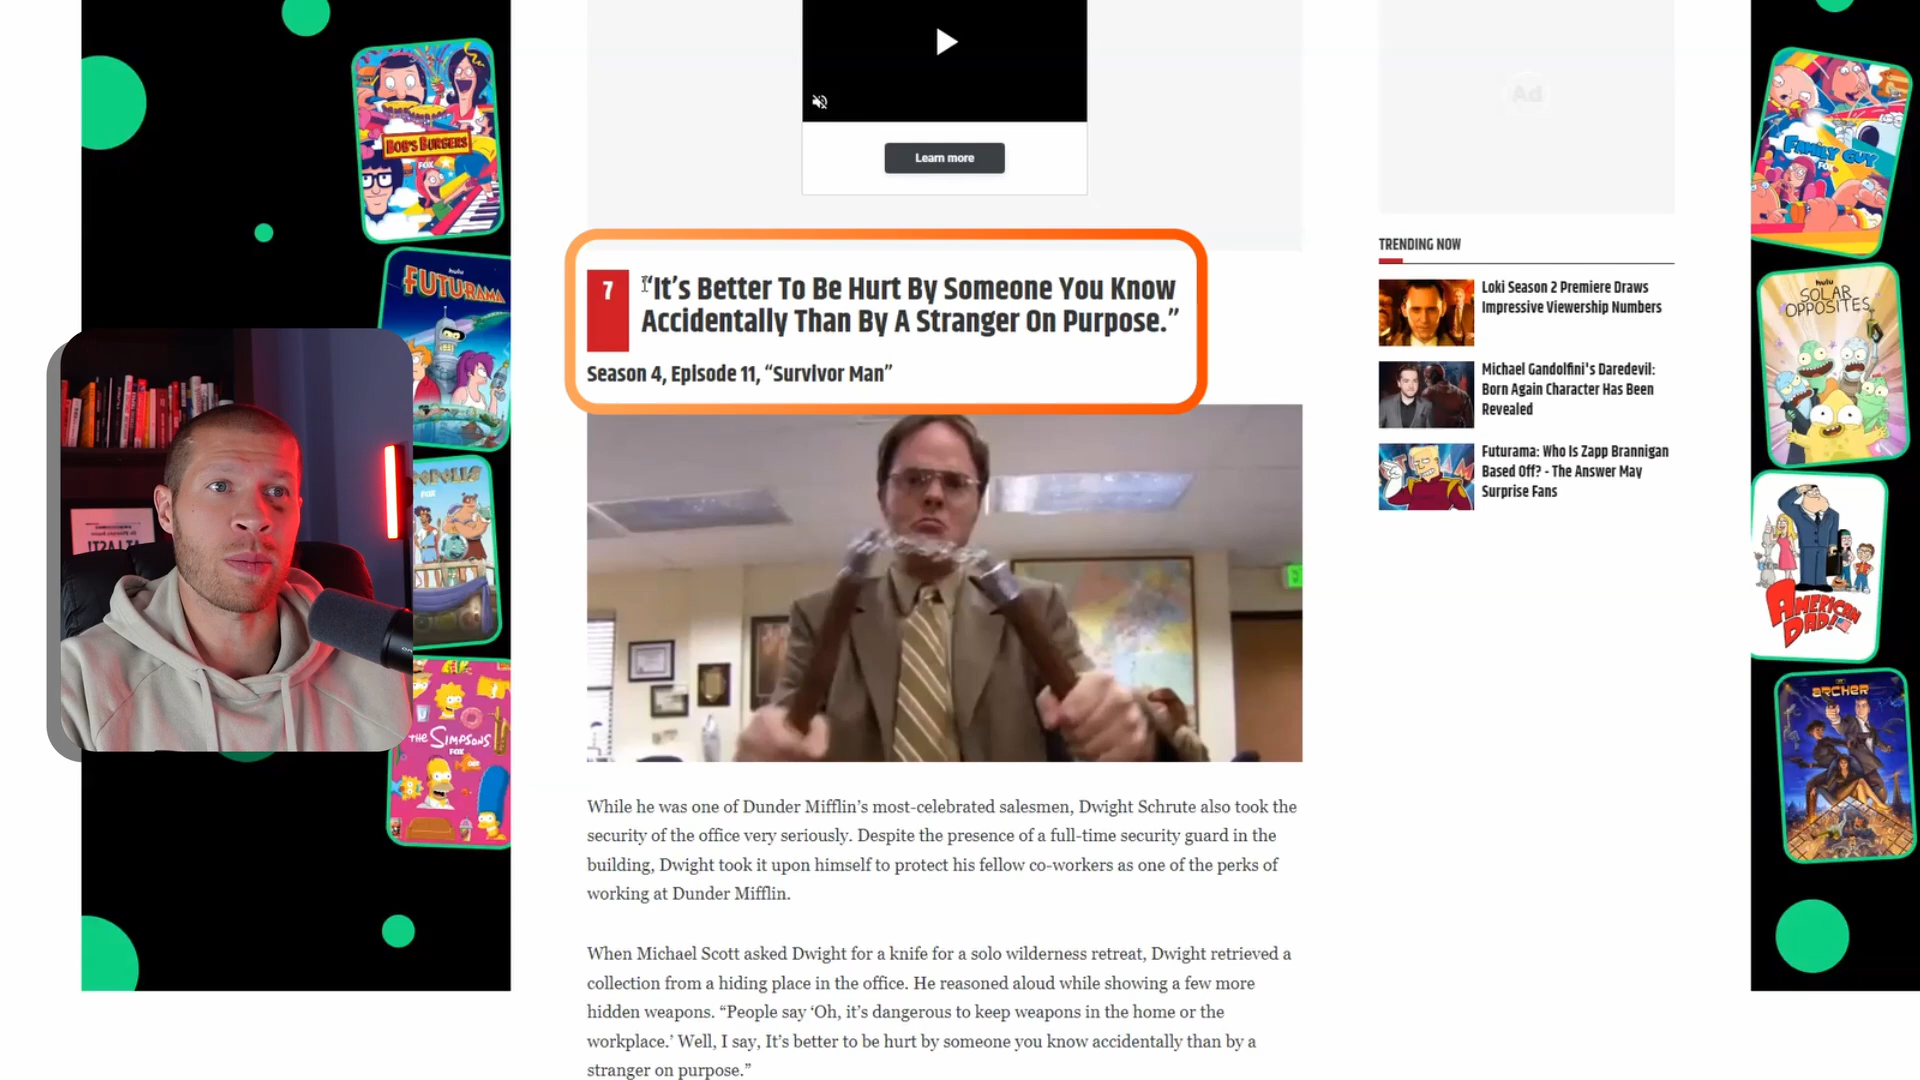 BOB'S BURGERS
FOX
hulu
FUTURAMA
FOX
THE SIMPSONS
FOX
Learn more
7
“It’s Better To Be Hurt By Someone You Know
Accidentally Than By A Stranger On Purpose.”
Season 4, Episode 11, “Survivor Man”
While he was one of Dunder Mifflin’s most-celebrated salesmen, Dwight Schrute also took the
security of the office very seriously. Despite the presence of a full-time security guard in the
building, Dwight took it upon himself to protect his fellow co-workers as one of the perks of
working at Dunder Mifflin.
When Michael Scott asked Dwight for a knife for a solo wilderness retreat, Dwight retrieved a
collection from a hiding place in the office. He reasoned aloud while showing a few more
hidden weapons. “People say ‘Oh, it’s dangerous to keep weapons in the home or the
workplace.’ Well, I say, It’s better to be hurt by someone you know accidentally than by a
stranger on purpose.”
Ad
TRENDING NOW
Loki Season 2 Premiere Draws
Impressive Viewership Numbers
Michael Gandolfini's Daredevil:
Born Again Character Has Been
Revealed
Futurama: Who Is Zapp Brannigan
Based Off? - The Answer May
Surprise Fans
FAMILY GUY
hulu
SOLAR
OPPOSITES
AMERICAN
DAD!
ARCHER